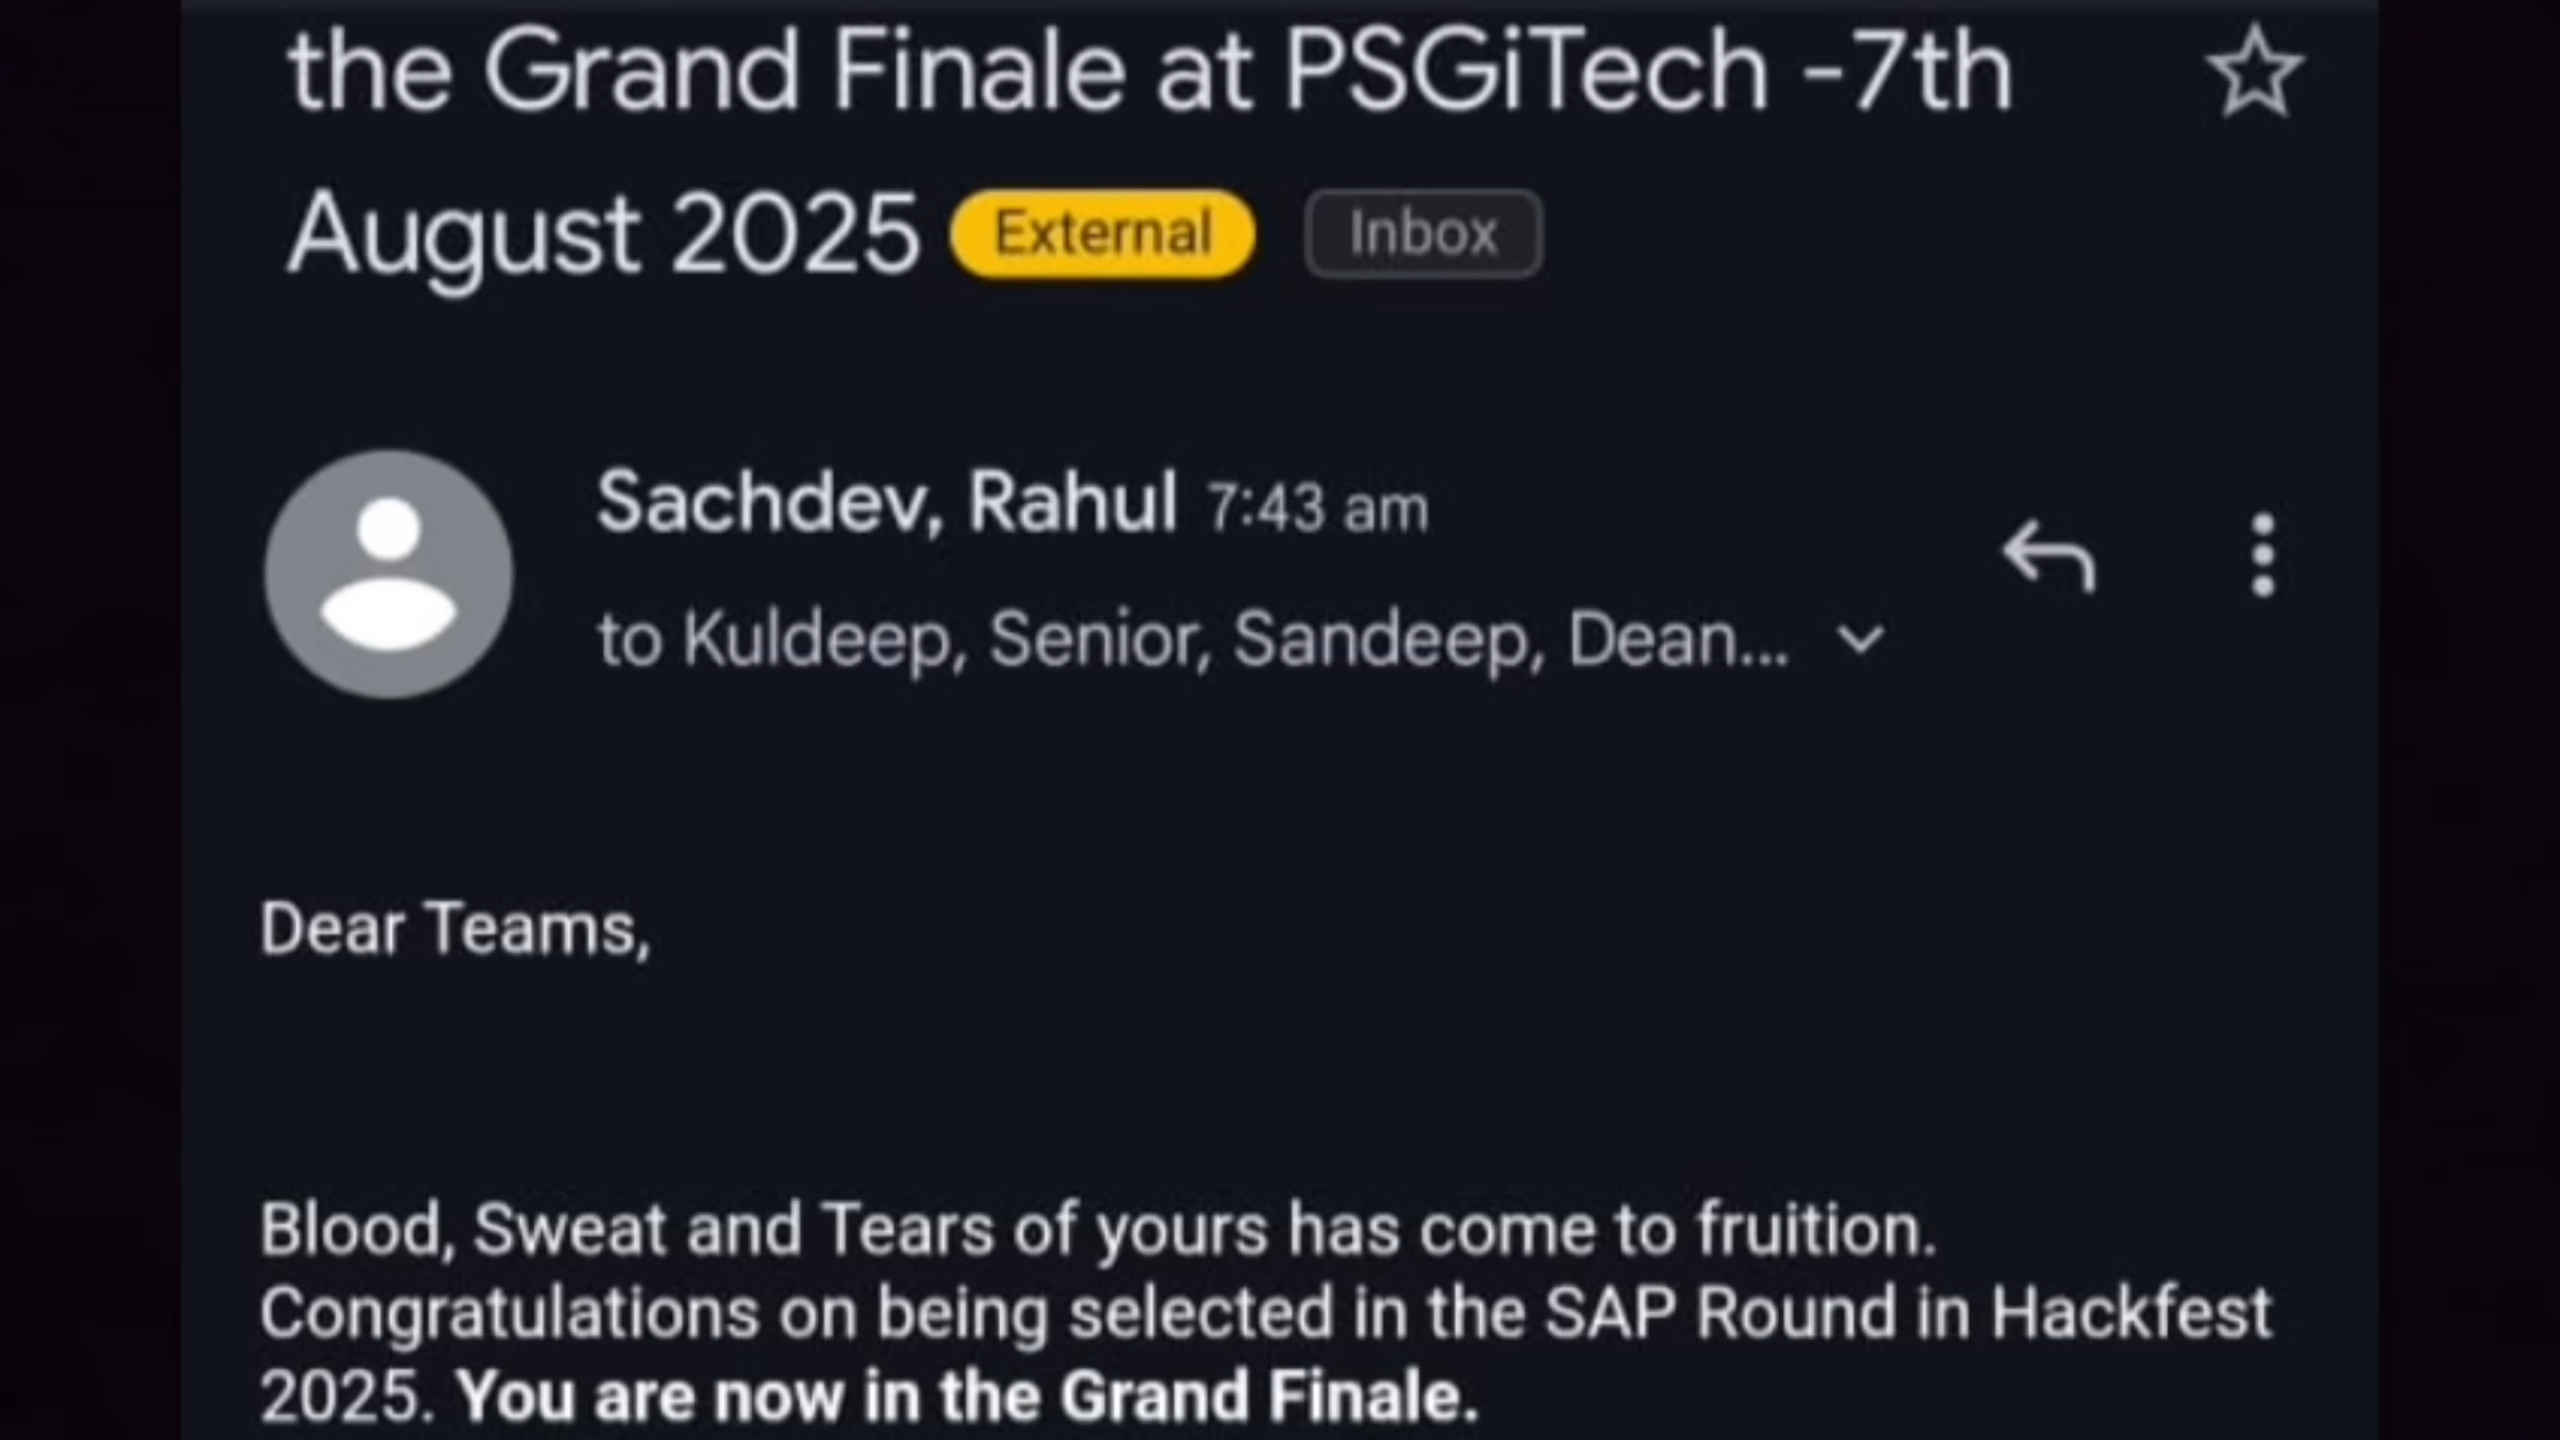 the Grand Finale at PSGiTech -7th
August 2025 External Inbox
Sachdev, Rahul 7:43 am
to Kuldeep, Senior, Sandeep, Dean...
Dear Teams,
Blood, Sweat and Tears of yours has come to fruition.
Congratulations on being selected in the SAP Round in Hackfest
2025. You are now in the Grand Finale.